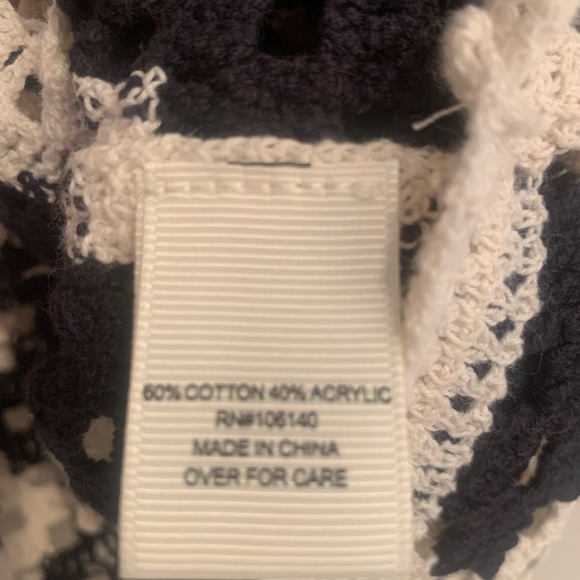 60% COTTON 40% ACRYLIC
RN#106140
MADE IN CHINA
OVER FOR CARE